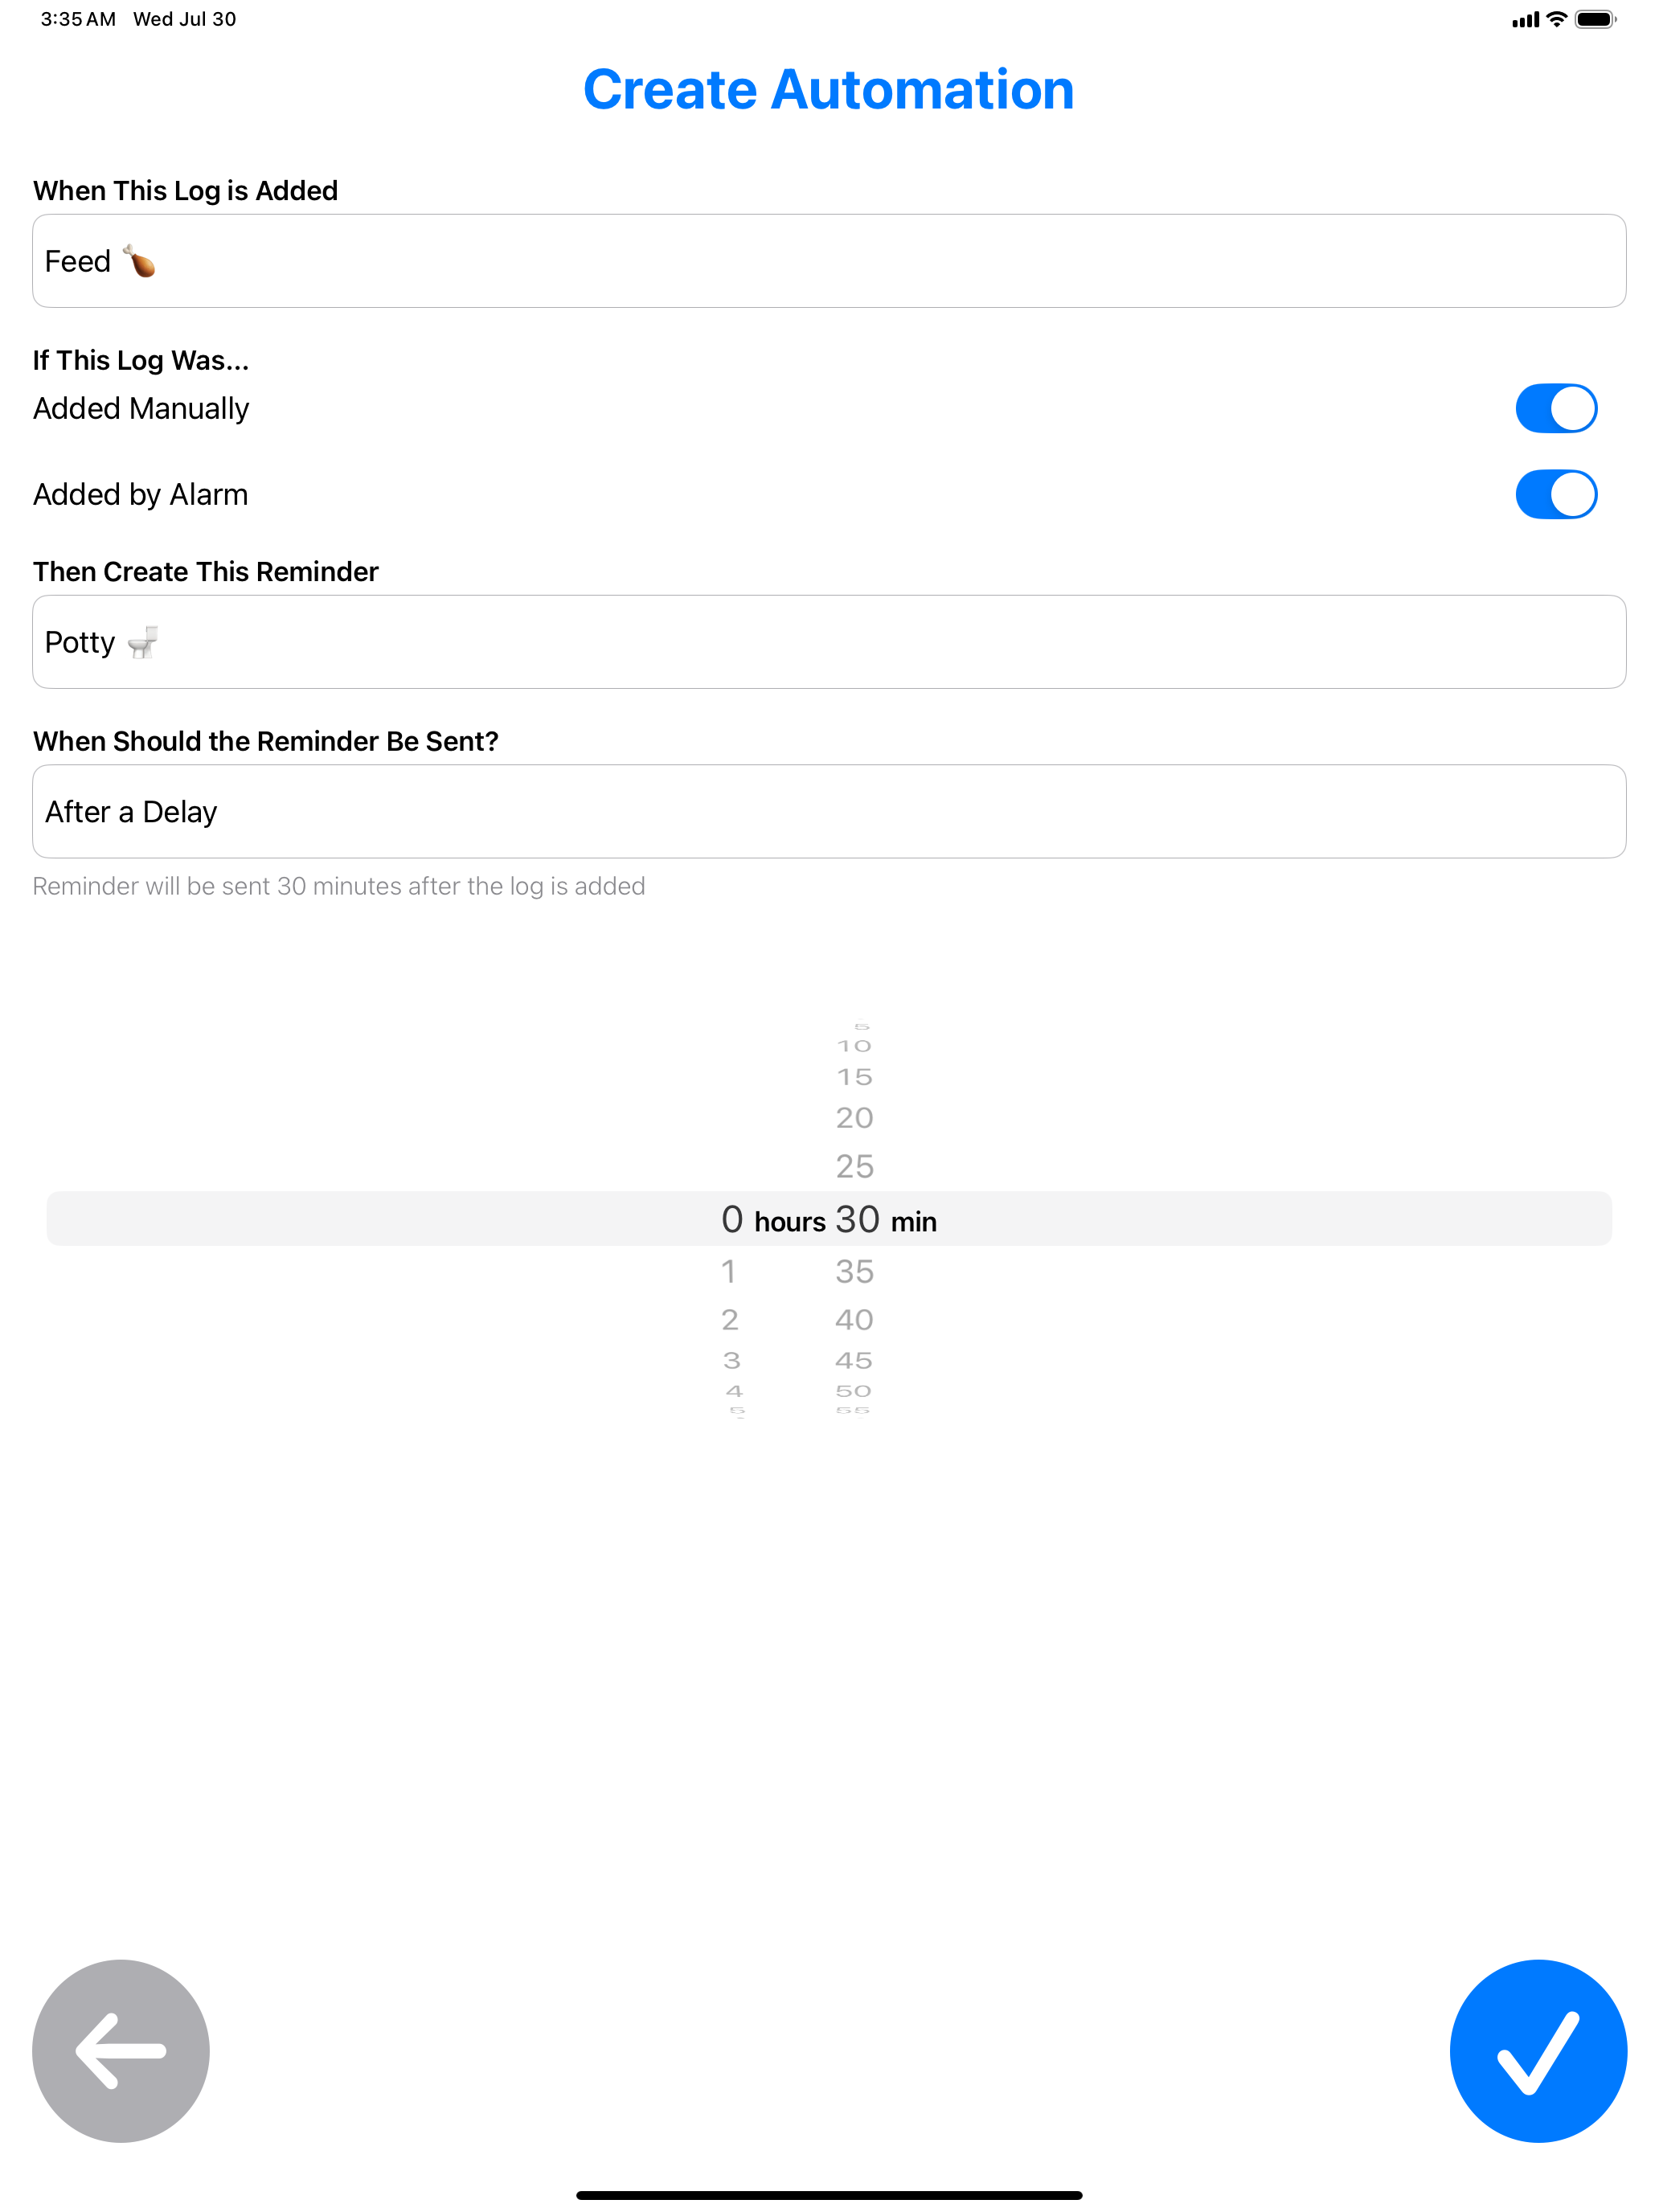 3:35 AM Wed Jul 30
Create Automation
When This Log is Added
Feed 🍗
If This Log Was...
Added Manually
Added by Alarm
Then Create This Reminder
Potty 🚽
When Should the Reminder Be Sent?
After a Delay
Reminder will be sent 30 minutes after the log is added
5
10
15
20
25
0 hours 30 min
1 35
2 40
3 45
4 50
5 55